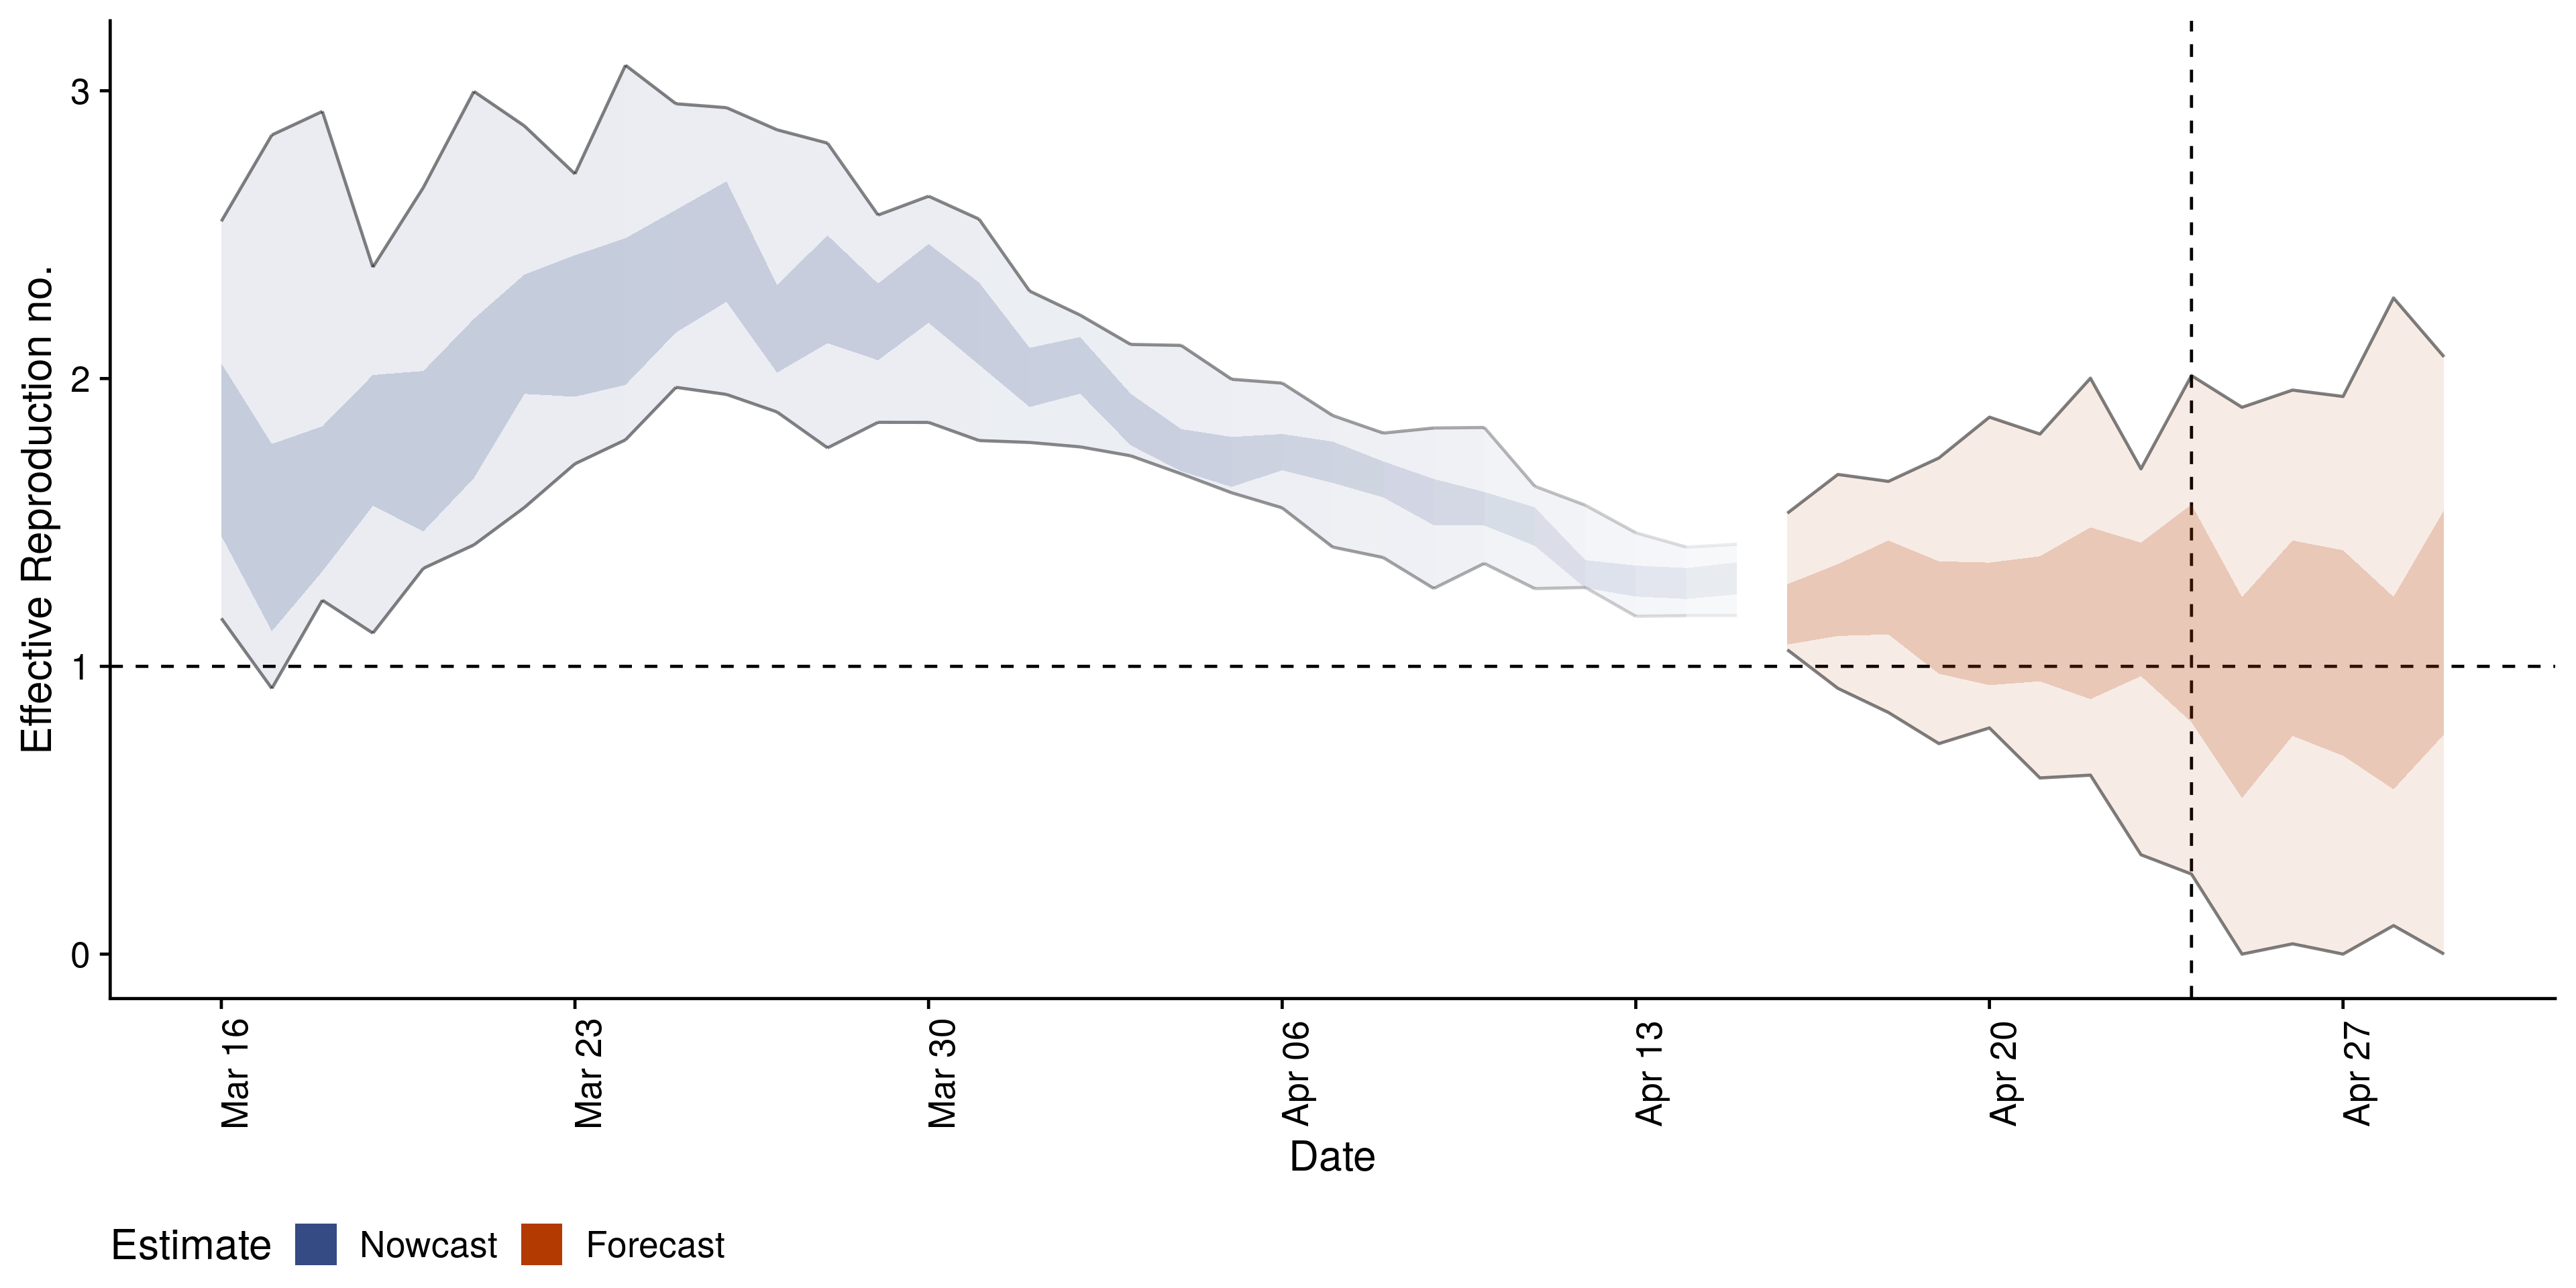 Effective Reproduction no.
3
2
1
0
Mar 16
Mar 23
Mar 30
Apr 06
Apr 13
Apr 20
Apr 27
Date
Estimate Nowcast Forecast